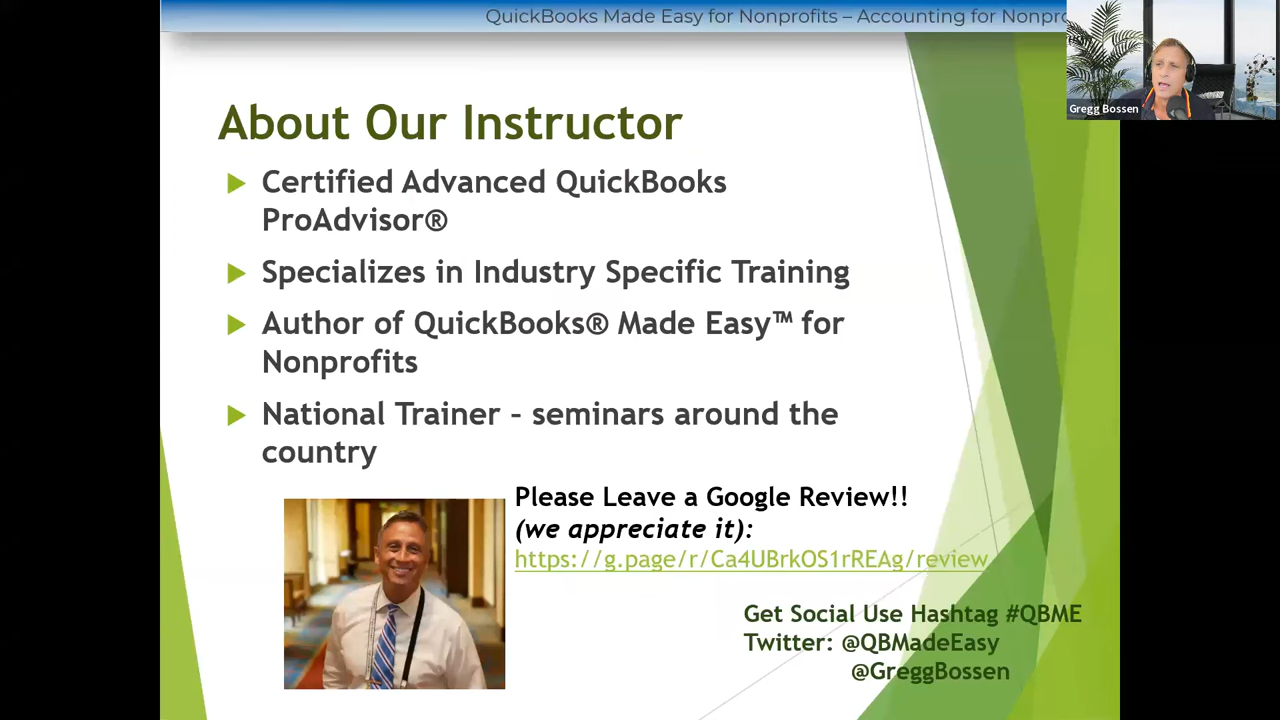 QuickBooks Made Easy for Nonprofits – Accounting for
Gregg Bossen
About Our Instructor
Certified Advanced QuickBooks
ProAdvisor®
Specializes in Industry Specific Training
Author of QuickBooks® Made Easy™ for
Nonprofits
National Trainer – seminars around the
country
Please Leave a Google Review!!
(we appreciate it):
https://g.page/r/Ca4UBrkOS1rREAg/review
Get Social Use Hashtag #QBME
Twitter: @QBMadeEasy
@GreggBossen